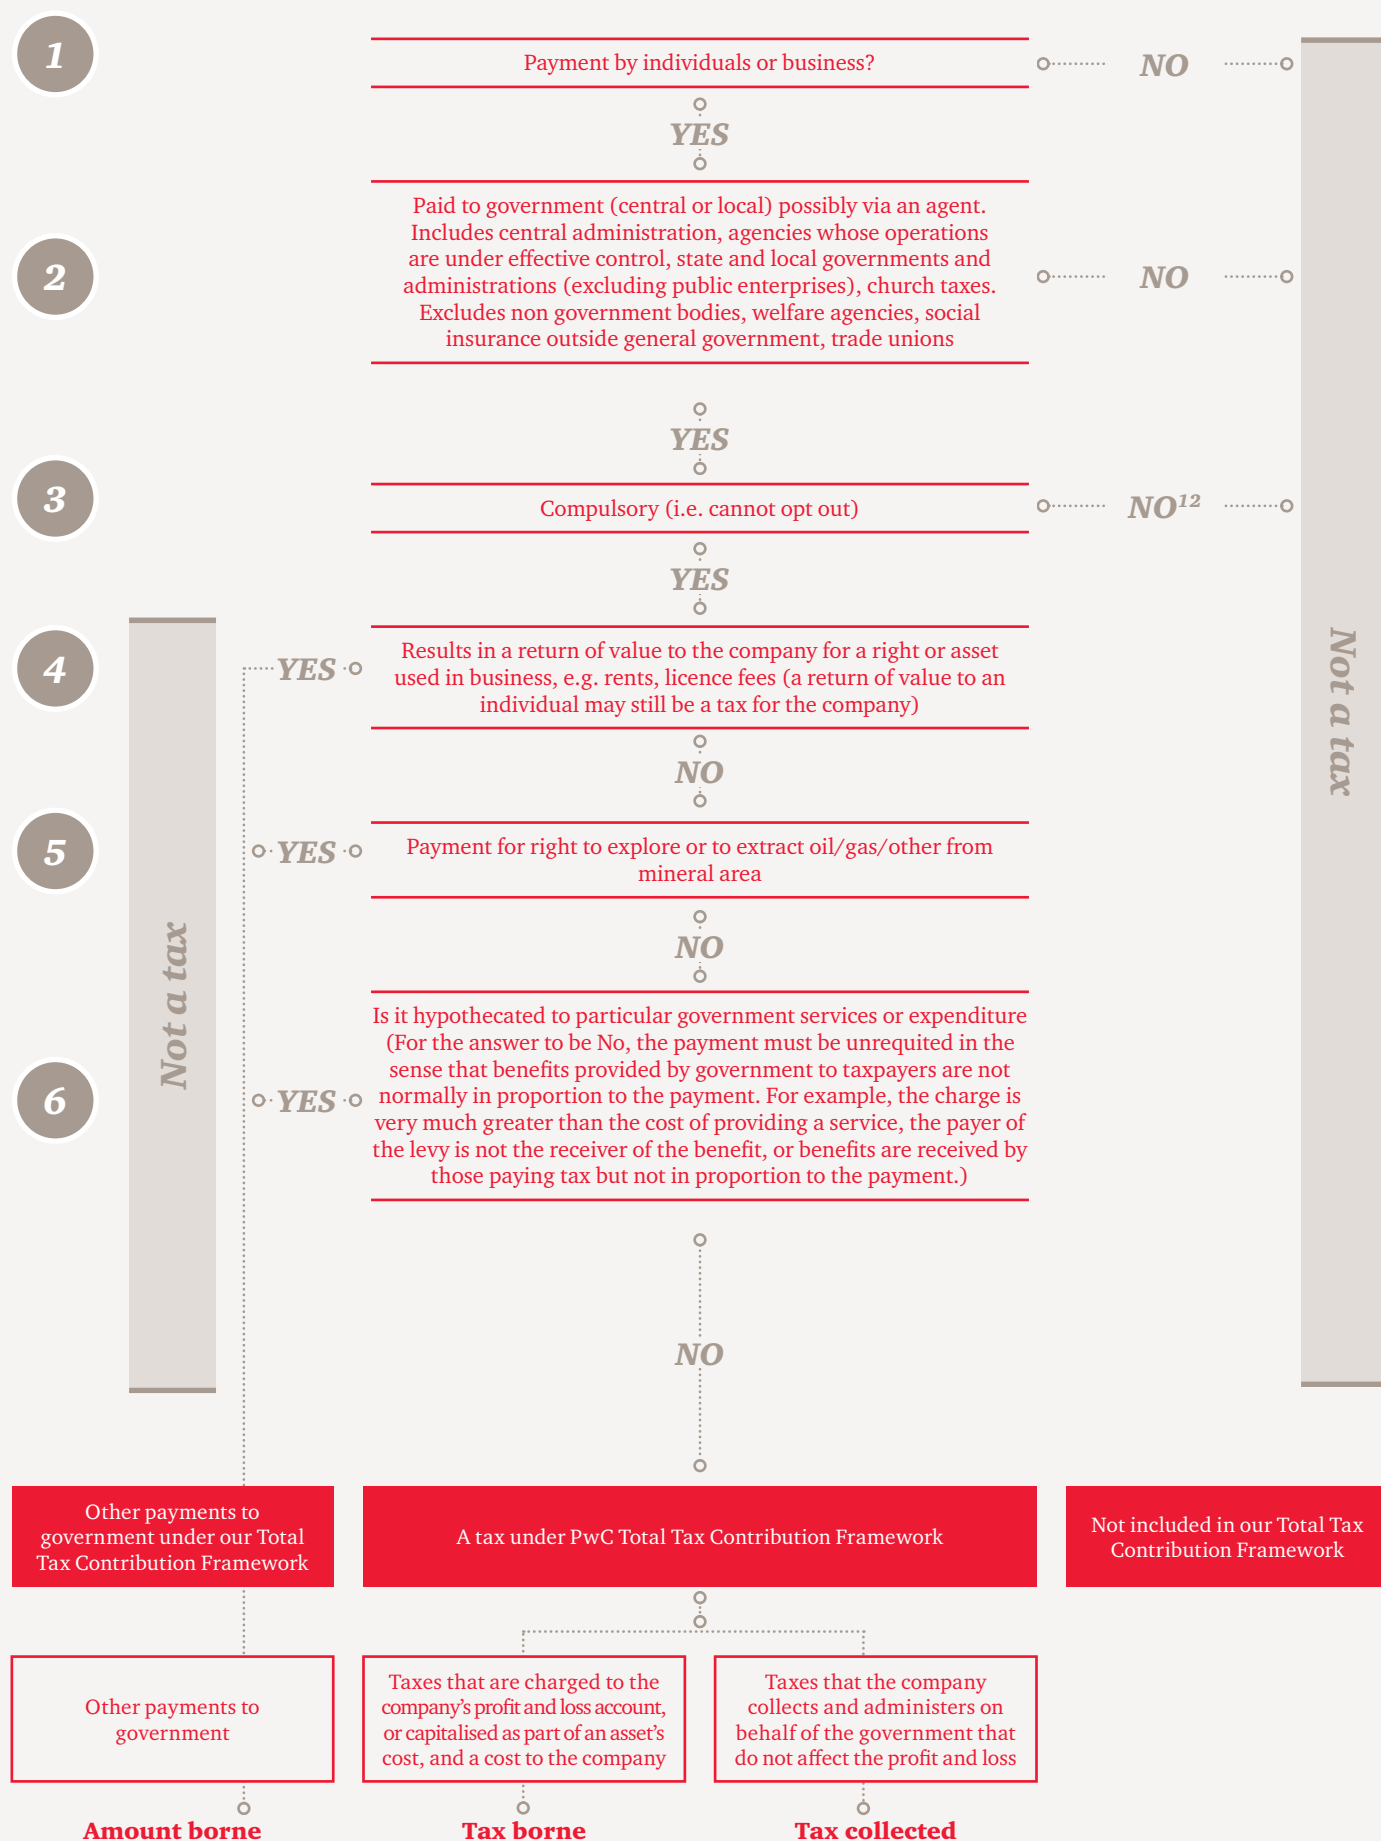 1
Payment by individuals or business?
NO
YES
2
Paid to government (central or local) possibly via an agent.
Includes central administration, agencies whose operations
are under effective control, state and local governments and
administrations (excluding public enterprises), church taxes.
Excludes non government bodies, welfare agencies, social
insurance outside general government, trade unions
NO
YES
3
Compulsory (i.e. cannot opt out)
NO¹²
YES
4
YES
Results in a return of value to the company for a right or asset
used in business, e.g. rents, licence fees (a return of value to an
individual may still be a tax for the company)
Not a tax
NO
5
YES
Payment for right to explore or to extract oil/gas/other from
mineral area
NO
Not a tax
6
YES
Is it hypothecated to particular government services or expenditure
(For the answer to be No, the payment must be unrequited in the
sense that benefits provided by government to taxpayers are not
normally in proportion to the payment. For example, the charge is
very much greater than the cost of providing a service, the payer of
the levy is not the receiver of the benefit, or benefits are received by
those paying tax but not in proportion to the payment.)
NO
Other payments to
government under our Total
Tax Contribution Framework
A tax under PwC Total Tax Contribution Framework
Not included in our Total Tax
Contribution Framework
Other payments to
government
Taxes that are charged to the
company's profit and loss account,
or capitalised as part of an asset's
cost, and a cost to the company
Taxes that the company
collects and administers on
behalf of the government that
do not affect the profit and loss
Amount borne
Tax borne
Tax collected